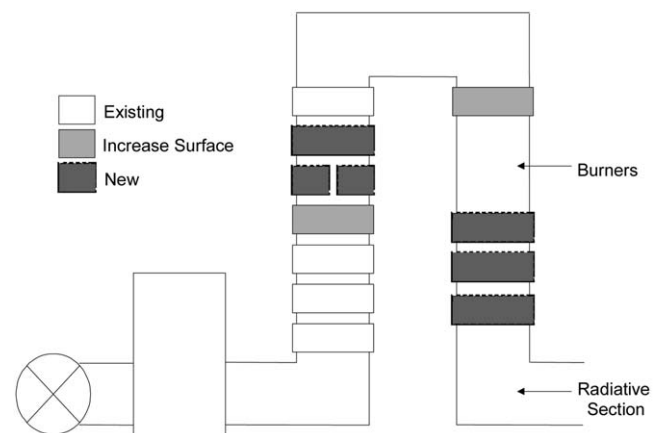 Existing
Increase Surface
New
Burners
Radiative
Section